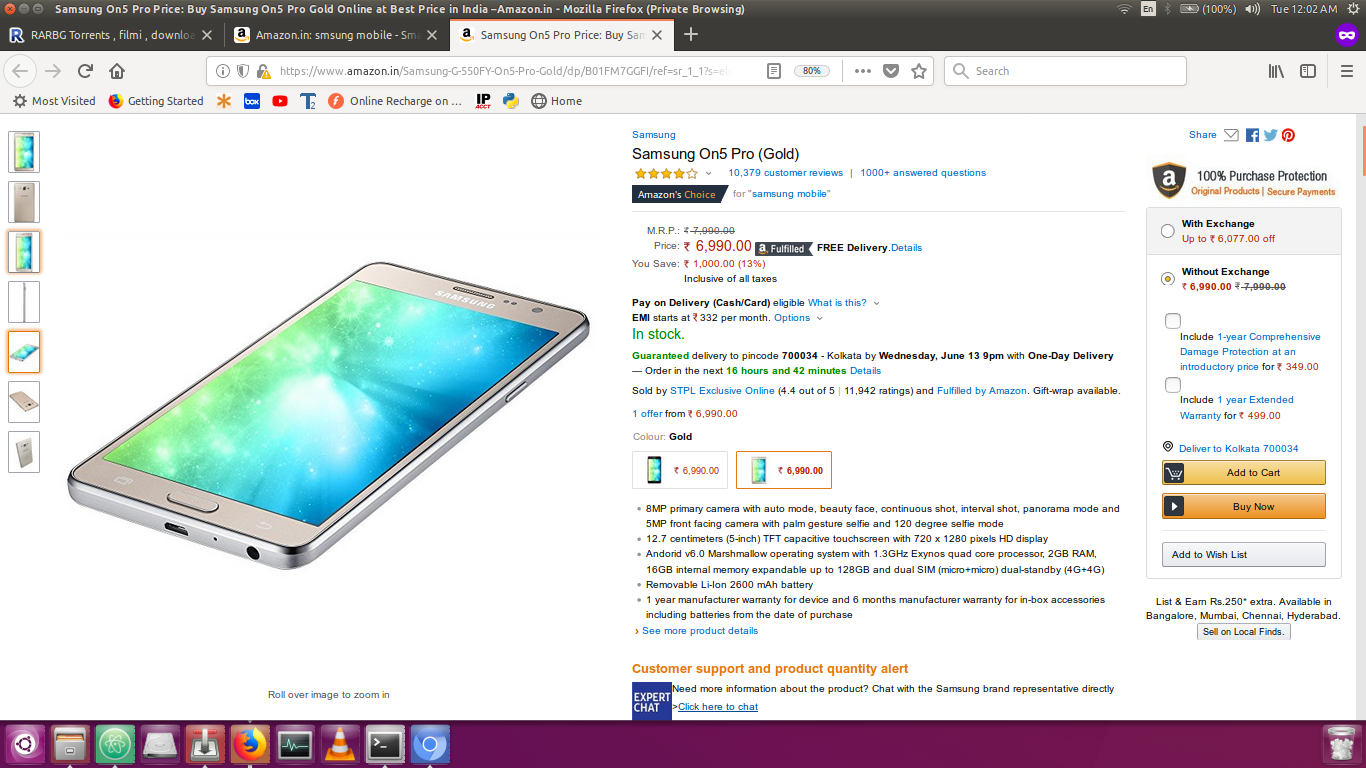 Samsung On5 Pro Price: Buy Samsung On5 Pro Gold Online at Best Price in India –Amazon.in - Mozilla Firefox (Private Browsing)
En
(100%)
Tue 12:02 AM
RARBG Torrents , filmi , downloa
Amazon.in: smsung mobile - Sma
Samsung On5 Pro Price: Buy Sam
https://www.amazon.in/Samsung-G-550FY-On5-Pro-Gold/dp/B01FM7GGFI/ref=sr_1_1?s=el
80%
Search
Most Visited
Getting Started
box
Online Recharge on ...
IP
ACCT
Home
Samsung
Share
Samsung On5 Pro (Gold)
10,379 customer reviews | 1000+ answered questions
Amazon's Choice for "samsung mobile"
100% Purchase Protection
Original Products | Secure Payments
M.R.P.: ₹ 7,990.00
Price: ₹ 6,990.00 Fulfilled FREE Delivery.Details
You Save: ₹ 1,000.00 (13%)
Inclusive of all taxes
Pay on Delivery (Cash/Card) eligible What is this?
EMI starts at ₹ 332 per month. Options
In stock.
Guaranteed delivery to pincode 700034 - Kolkata by Wednesday, June 13 9pm with One-Day Delivery
— Order in the next 16 hours and 42 minutes Details
Sold by STPL Exclusive Online (4.4 out of 5 | 11,942 ratings) and Fulfilled by Amazon. Gift-wrap available.
1 offer from ₹ 6,990.00
Colour: Gold
₹ 6,990.00
₹ 6,990.00
8MP primary camera with auto mode, beauty face, continuous shot, interval shot, panorama mode and
5MP front facing camera with palm gesture selfie and 120 degree selfie mode
12.7 centimeters (5-inch) TFT capacitive touchscreen with 720 x 1280 pixels HD display
Andorid v6.0 Marshmallow operating system with 1.3GHz Exynos quad core processor, 2GB RAM,
16GB internal memory expandable up to 128GB and dual SIM (micro+micro) dual-standby (4G+4G)
Removable Li-Ion 2600 mAh battery
1 year manufacturer warranty for device and 6 months manufacturer warranty for in-box accessories
including batteries from the date of purchase
› See more product details
Customer support and product quantity alert
EXPERT
CHAT
Need more information about the product? Chat with the Samsung brand representative directly
>Click here to chat
With Exchange
Up to ₹ 6,077.00 off
Without Exchange
₹ 6,990.00 ₹ 7,990.00
Include 1-year Comprehensive
Damage Protection at an
introductory price for ₹ 349.00
Include 1 year Extended
Warranty for ₹ 499.00
Deliver to Kolkata 700034
Add to Cart
Buy Now
Add to Wish List
List & Earn Rs.250* extra. Available in
Bangalore, Mumbai, Chennai, Hyderabad.
Sell on Local Finds.
SAMSUNG
Roll over image to zoom in